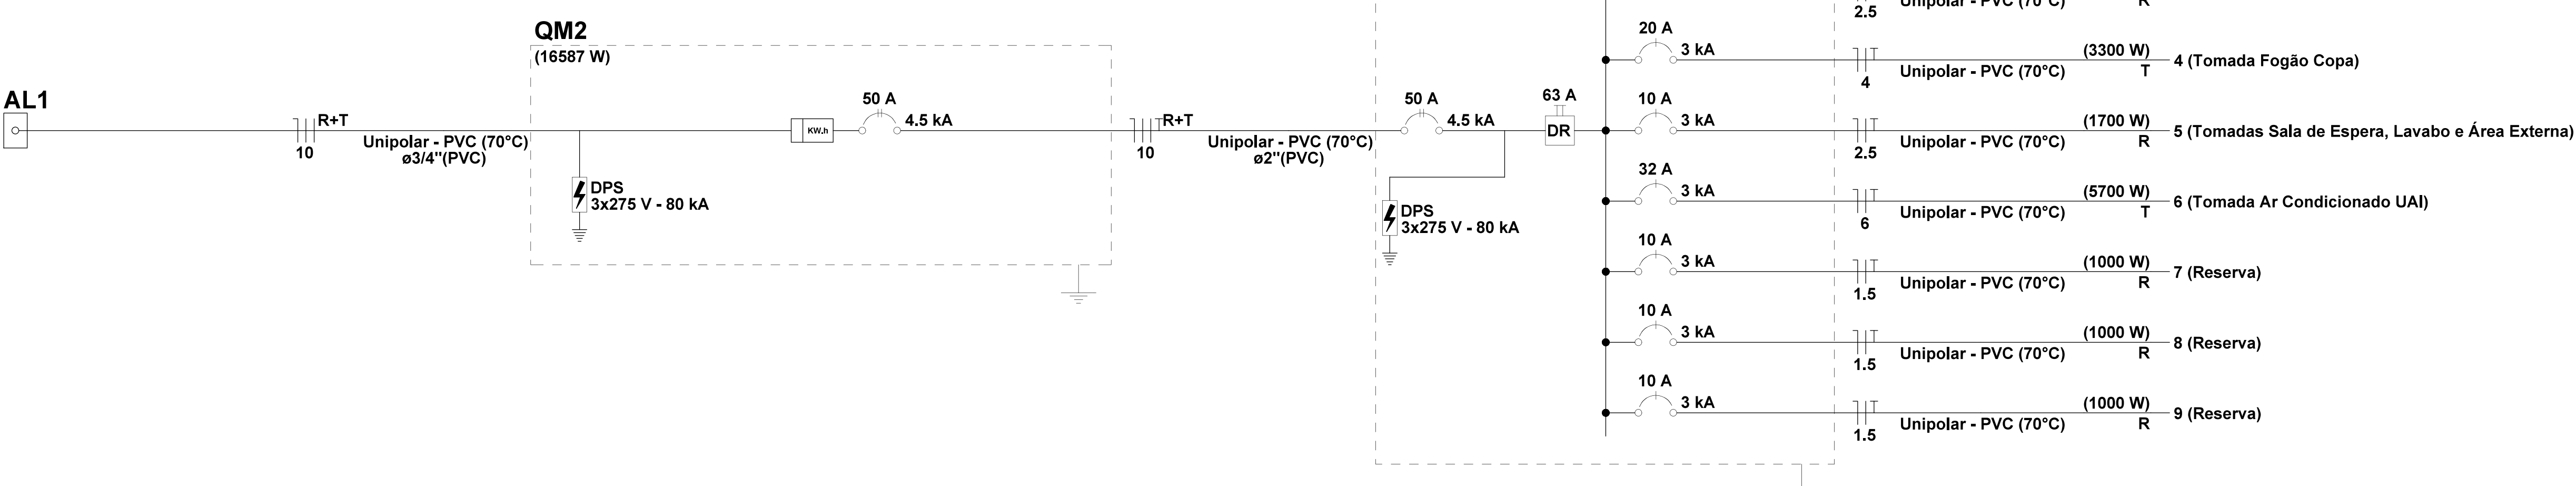 2.5
Unipolar - PVC (70°C)
R
QM2
(16587 W)
AL1
R+T
10
Unipolar - PVC (70°C)
ø3/4"(PVC)
DPS
3x275 V - 80 kA
KW.h
50 A
4.5 kA
R+T
10
Unipolar - PVC (70°C)
ø2"(PVC)
50 A
4.5 kA
DPS
3x275 V - 80 kA
63 A
DR
20 A
3 kA
4
Unipolar - PVC (70°C)
(3300 W)
T
4 (Tomada Fogão Copa)
10 A
3 kA
2.5
Unipolar - PVC (70°C)
(1700 W)
R
5 (Tomadas Sala de Espera, Lavabo e Área Externa)
32 A
3 kA
6
Unipolar - PVC (70°C)
(5700 W)
T
6 (Tomada Ar Condicionado UAI)
10 A
3 kA
1.5
Unipolar - PVC (70°C)
(1000 W)
R
7 (Reserva)
10 A
3 kA
1.5
Unipolar - PVC (70°C)
(1000 W)
R
8 (Reserva)
10 A
3 kA
1.5
Unipolar - PVC (70°C)
(1000 W)
R
9 (Reserva)